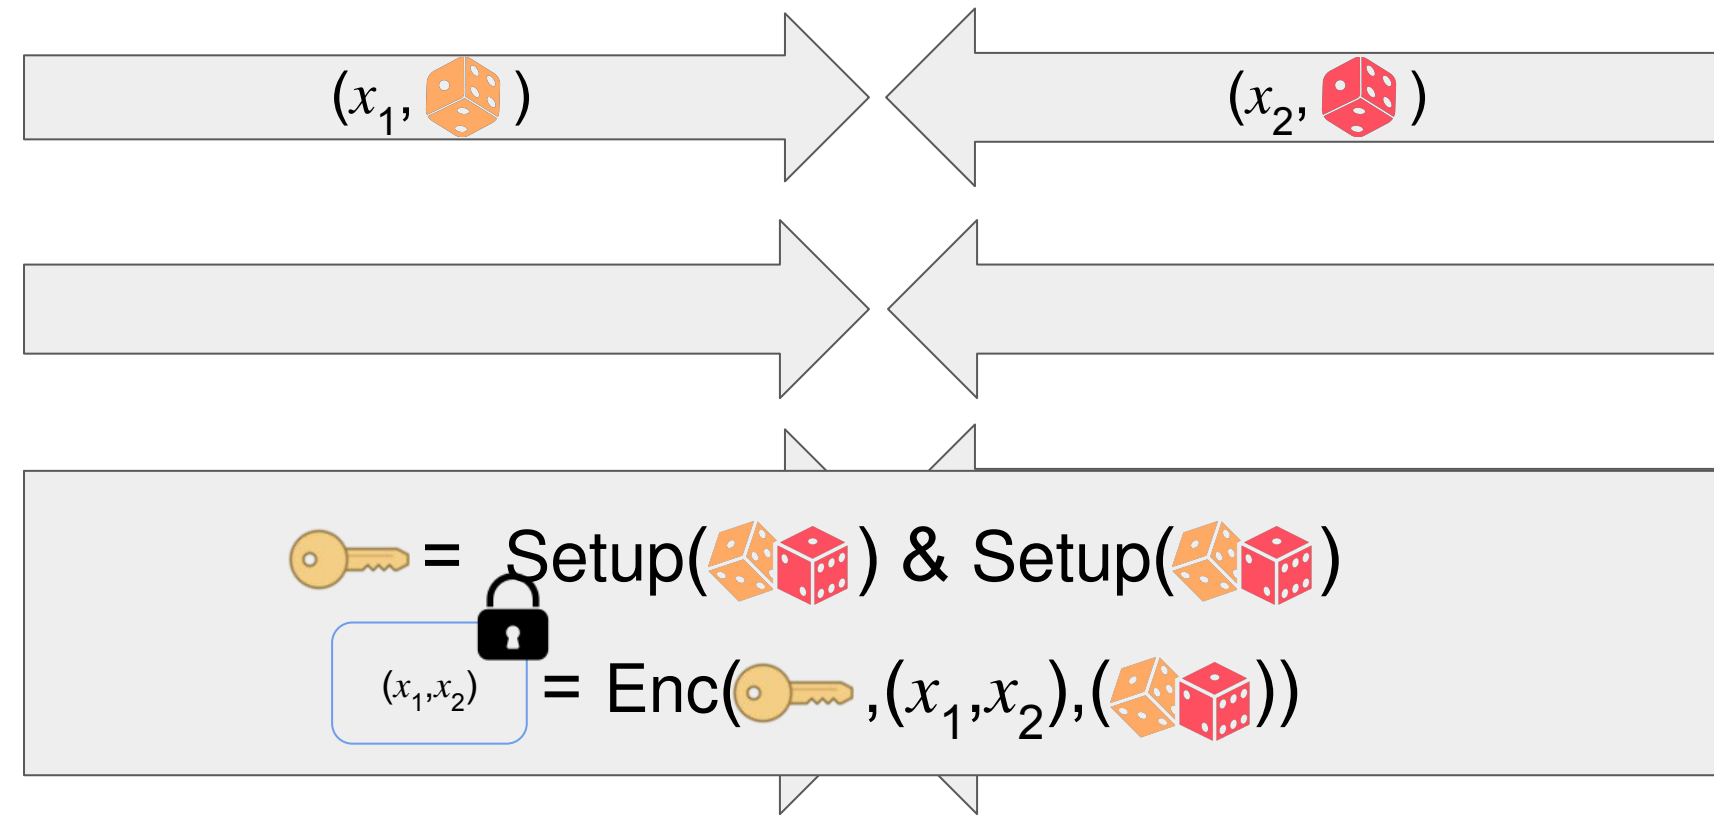 (x₁, )
(x₂, )
= Setup( ) & Setup( )
(x₁,x₂)
= Enc( ,(x₁,x₂),( ))